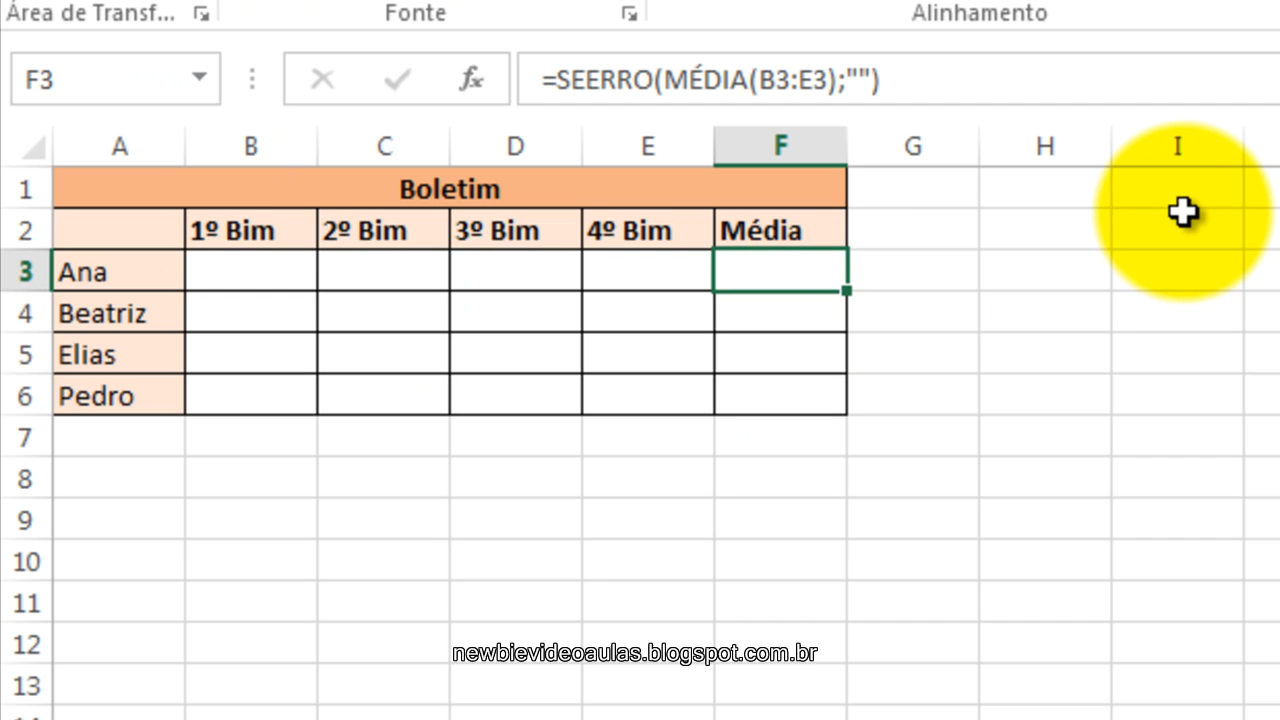 Área de Transf... Fonte Alinhamento
F3 fx =SEERRO(MÉDIA(B3:E3);"")
A B C D E F G H I
1 Boletim
2 1º Bim 2º Bim 3º Bim 4º Bim Média
3 Ana
4 Beatriz
5 Elias
6 Pedro
7
8
9
10
11
12
newbievideoaulas.blogspot.com.br
13